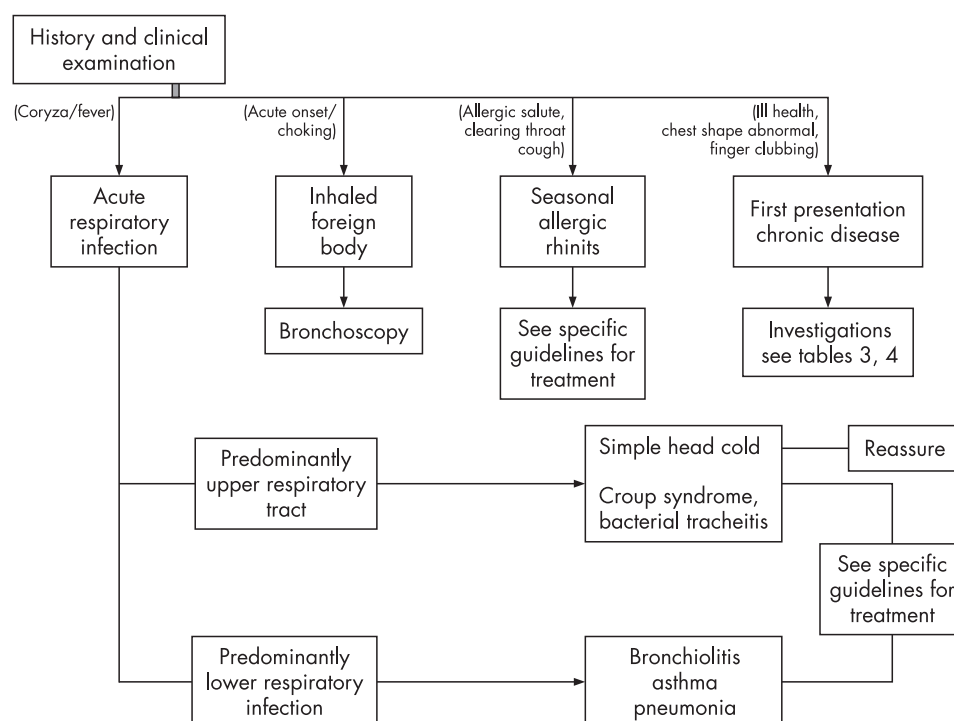 History and clinical
examination
(Coryza/fever)
(Acute onset/
choking)
(Allergic salute,
clearing throat
cough)
(Ill health,
chest shape abnormal,
finger clubbing)
Acute
respiratory
infection
Inhaled
foreign
body
Seasonal
allergic
rhinits
First presentation
chronic disease
Bronchoscopy
See specific
guidelines for
treatment
Investigations
see tables 3, 4
Predominantly
upper respiratory
tract
Simple head cold
Croup syndrome,
bacterial tracheitis
Reassure
See specific
guidelines for
treatment
Predominantly
lower respiratory
infection
Bronchiolitis
asthma
pneumonia